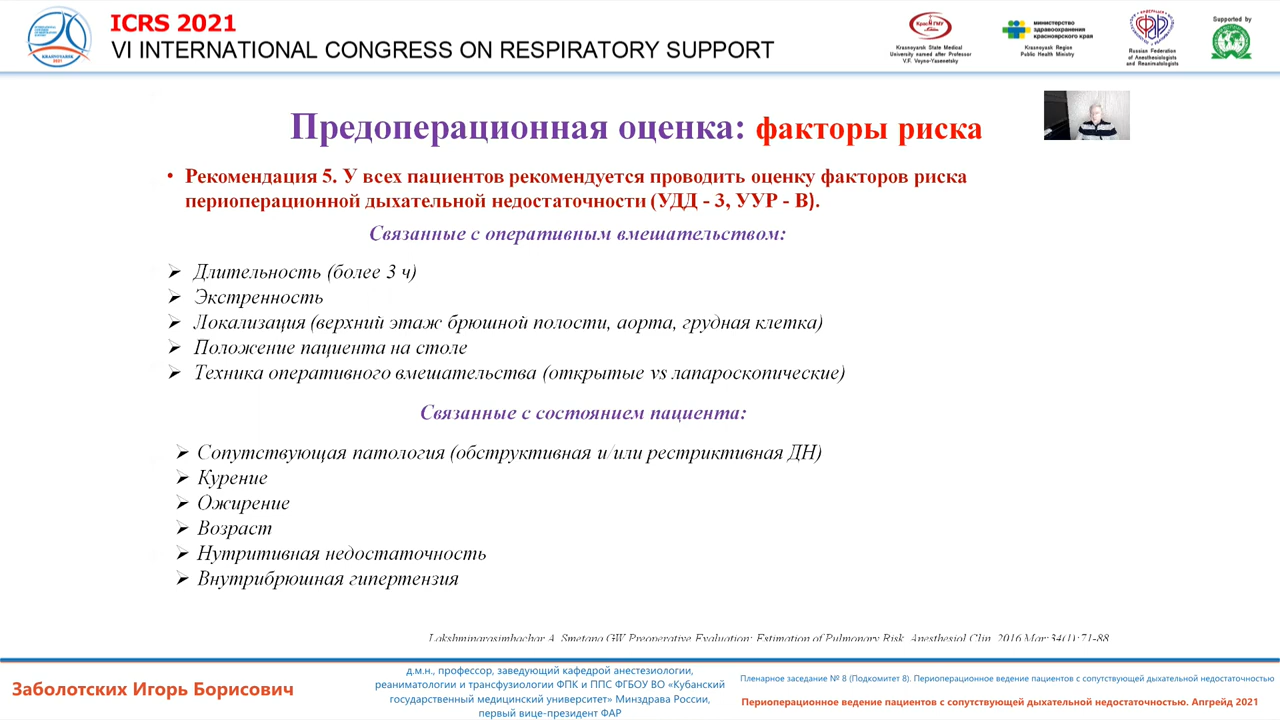 ICRS 2021
VI INTERNATIONAL CONGRESS ON RESPIRATORY SUPPORT
KRASNOYARSK
2021
КрасГМУ
Krasnoyarsk State Medical
University named after Professor
V.F. Voyno-Yasenetsky
министерство
здравоохранения
красноярского края
Krasnoyarsk Region
Public Health Ministry
Russian Federation
of Anesthesiologists
and Reanimatologists
Supported by
Предоперационная оценка: факторы риска
• Рекомендация 5. У всех пациентов рекомендуется проводить оценку факторов риска
периоперационной дыхательной недостаточности (УДД - 3, УУР - В).
Связанные с оперативным вмешательством:
➢ Длительность (более 3 ч)
➢ Экстренность
➢ Локализация (верхний этаж брюшной полости, аорта, грудная клетка)
➢ Положение пациента на столе
➢ Техника оперативного вмешательства (открытые vs лапароскопические)
Связанные с состоянием пациента:
➢ Сопутствующая патология (обструктивная и/или рестриктивная ДН)
➢ Курение
➢ Ожирение
➢ Возраст
➢ Нутритивная недостаточность
➢ Внутрибрюшная гипертензия
Lakshminarasimhachar A, Smetana GW. Preoperative Evaluation: Estimation of Pulmonary Risk. Anesthesiol Clin. 2016 Mar;34(1):71-88
Заболотских Игорь Борисович
д.м.н., профессор, заведующий кафедрой анестезиологии,
реаниматологии и трансфузиологии ФПК и ППС ФГБОУ ВО «Кубанский
государственный медицинский университет» Минздрава России,
первый вице-президент ФАР
Пленарное заседание № 8 (Подкомитет 8). Периоперационное ведение пациентов с сопутствующей дыхательной недостаточностью
Периоперационное ведение пациентов с сопутствующей дыхательной недостаточностью. Апгрейд 2021